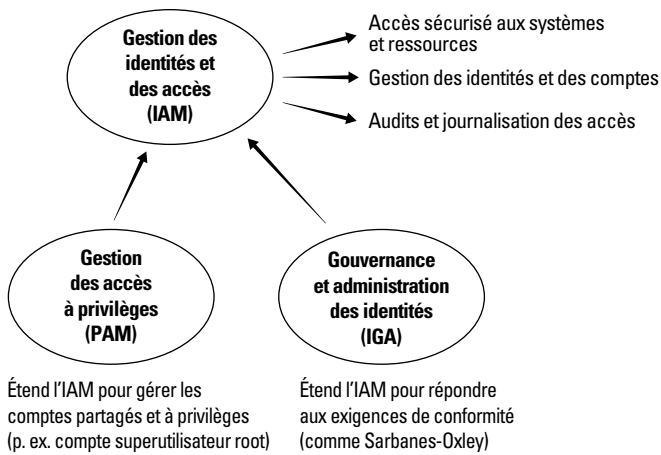 Gestion des
identités et
des accès
(IAM)
Accès sécurisé aux systèmes
et ressources
Gestion des identités et des comptes
Audits et journalisation des accès
Gestion
des accès
à privilèges
(PAM)
Gouvernance
et administration
des identités
(IGA)
Étend l’IAM pour gérer les
comptes partagés et à privilèges
(p. ex. compte superutilisateur root)
Étend l’IAM pour répondre
aux exigences de conformité
(comme Sarbanes-Oxley)